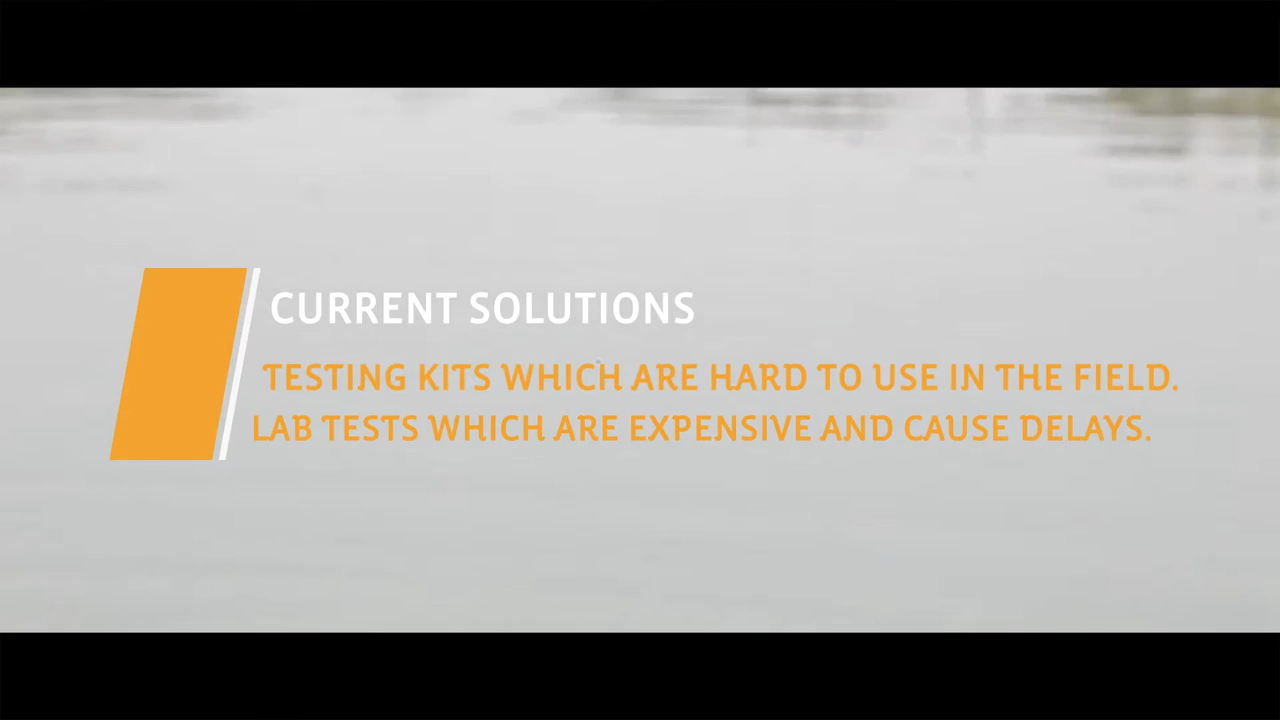 CURRENT SOLUTIONS
TESTING KITS WHICH ARE HARD TO USE IN THE FIELD.
LAB TESTS WHICH ARE EXPENSIVE AND CAUSE DELAYS.